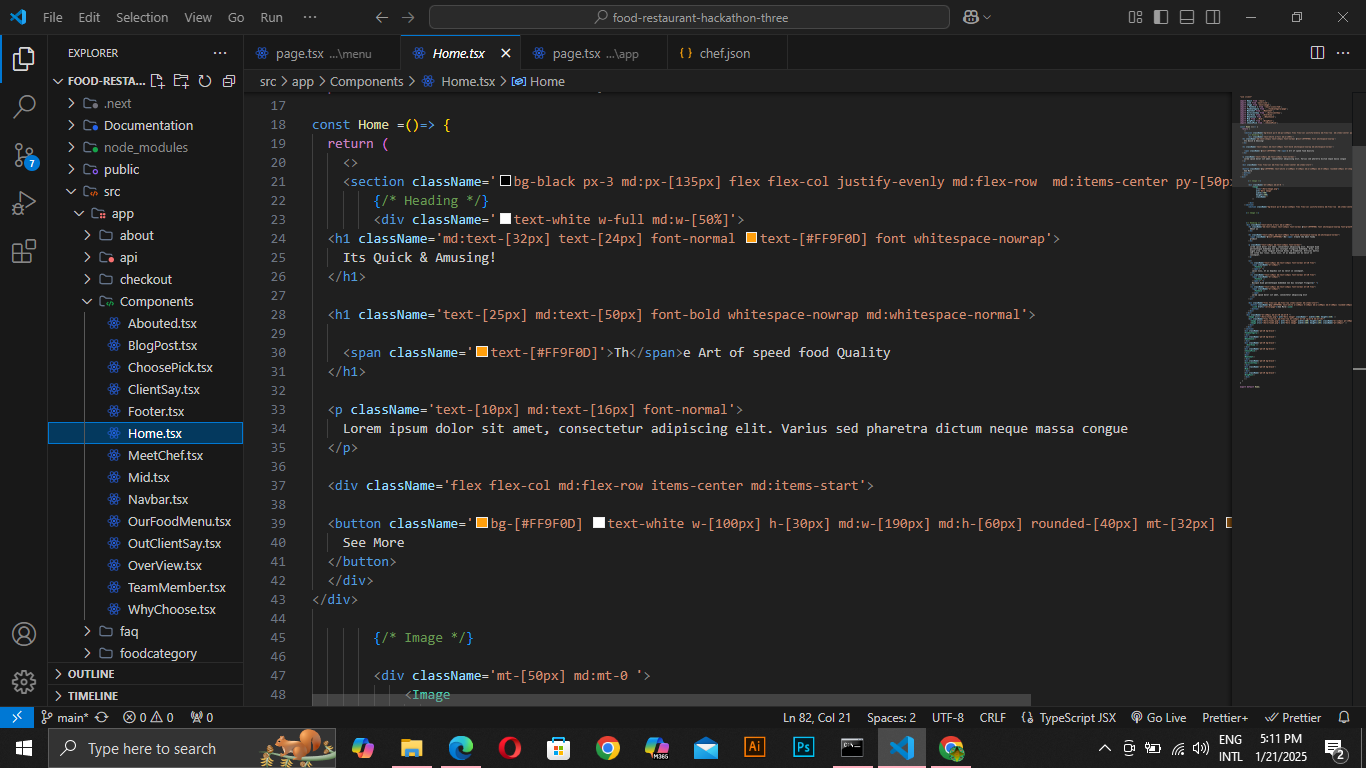 File Edit Selection View Go Run ··· food-restaurant-hackathon-three
EXPLORER ···
FOOD-RESTA...
.next
Documentation
node_modules
public
src
app
about
api
checkout
Components
Abouted.tsx
BlogPost.tsx
ChoosePick.tsx
ClientSay.tsx
Footer.tsx
Home.tsx
MeetChef.tsx
Mid.tsx
Navbar.tsx
OurFoodMenu.tsx
OutClientSay.tsx
OverView.tsx
TeamMember.tsx
WhyChoose.tsx
faq
foodcategory
OUTLINE
TIMELINE
7
page.tsx ...\menu Home.tsx page.tsx ...\app {} chef.json ···
src > app > Components > Home.tsx > Home
17
18 const Home =()=> {
19 return (
20 <>
21 <section className='bg-black px-3 md:px-[135px] flex flex-col justify-evenly md:flex-row  md:items-center py-[50px
22 {/* Heading */}
23 <div className='text-white w-full md:w-[50%]'>
24 <h1 className='md:text-[32px] text-[24px] font-normal text-[#FF9F0D] font whitespace-nowrap'>
25 Its Quick & Amusing!
26 </h1>
27
28 <h1 className='text-[25px] md:text-[50px] font-bold whitespace-nowrap md:whitespace-normal'>
29
30 <span className='text-[#FF9F0D]'>Th</span>e Art of speed food Quality
31 </h1>
32
33 <p className='text-[10px] md:text-[16px] font-normal'>
34 Lorem ipsum dolor sit amet, consectetur adipiscing elit. Varius sed pharetra dictum neque massa congue
35 </p>
36
37 <div className='flex flex-col md:flex-row items-center md:items-start'>
38
39 <button className='bg-[#FF9F0D] text-white w-[100px] h-[30px] md:w-[190px] md:h-[60px] rounded-[40px] mt-[32px]
40 See More
41 </button>
42 </div>
43 </div>
44
45 {/* Image */}
46
47 <div className='mt-[50px] md:mt-0 '>
48 <Image
main* 0 0 0 Ln 82, Col 21 Spaces: 2 UTF-8 CRLF TypeScript JSX Go Live Prettier+ Prettier
Type here to search M365 Ai Ps ENG 5:11 PM
INTL 1/21/2025 2